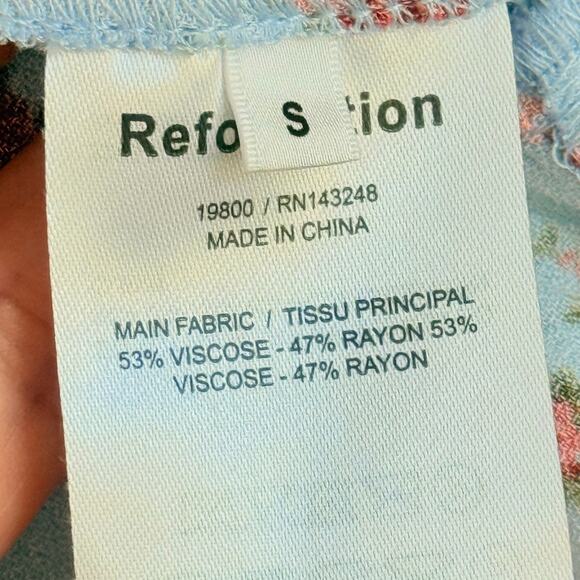 Refo tion
S
19800 / RN143248
MADE IN CHINA
MAIN FABRIC / TISSU PRINCIPAL
53% VISCOSE - 47% RAYON 53%
VISCOSE - 47% RAYON